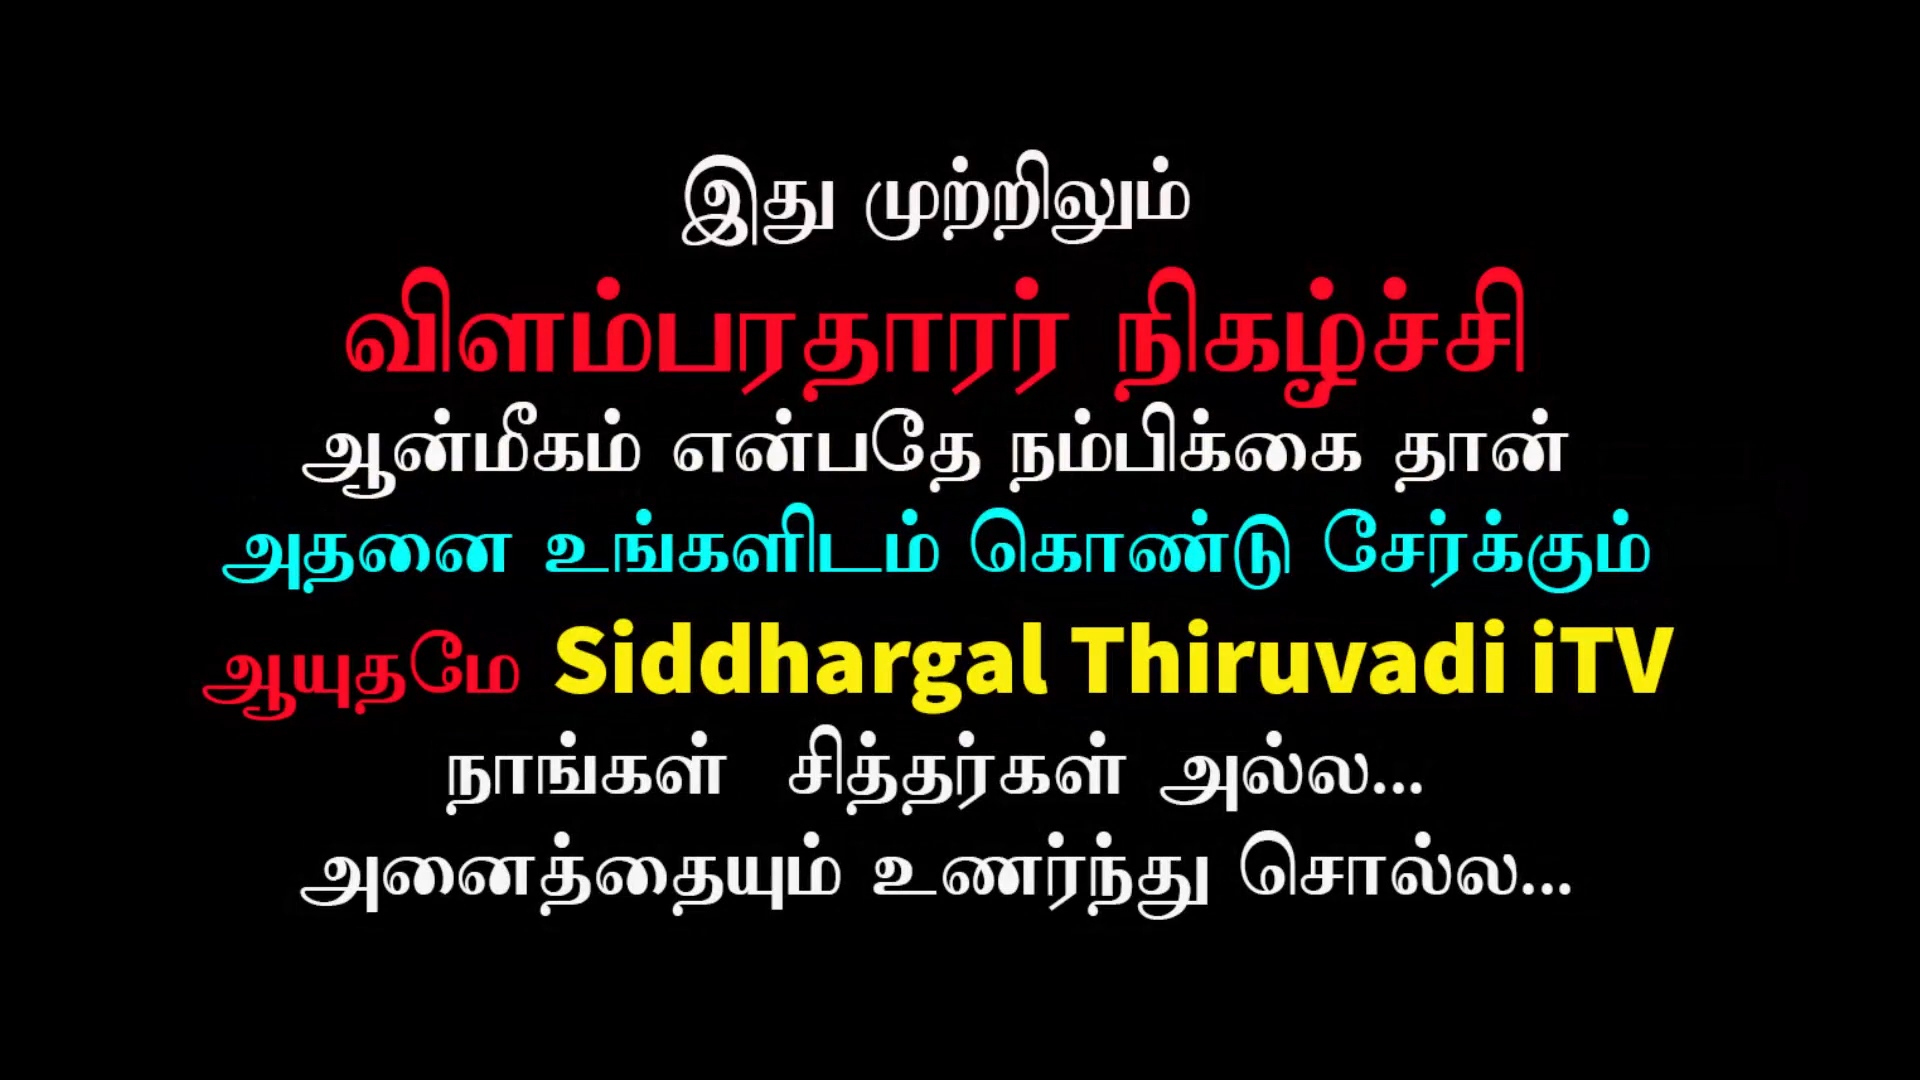 இது முற்றிலும்
விளம்பரதாரர் நிகழ்ச்சி
ஆன்மீகம் என்பதே நம்பிக்கை தான்
அதனை உங்களிடம் கொண்டு சேர்க்கும்
ஆயுதமே Siddhargal Thiruvadi iTV
நாங்கள் சித்தர்கள் அல்ல...
அனைத்தையும் உணர்ந்து சொல்ல...